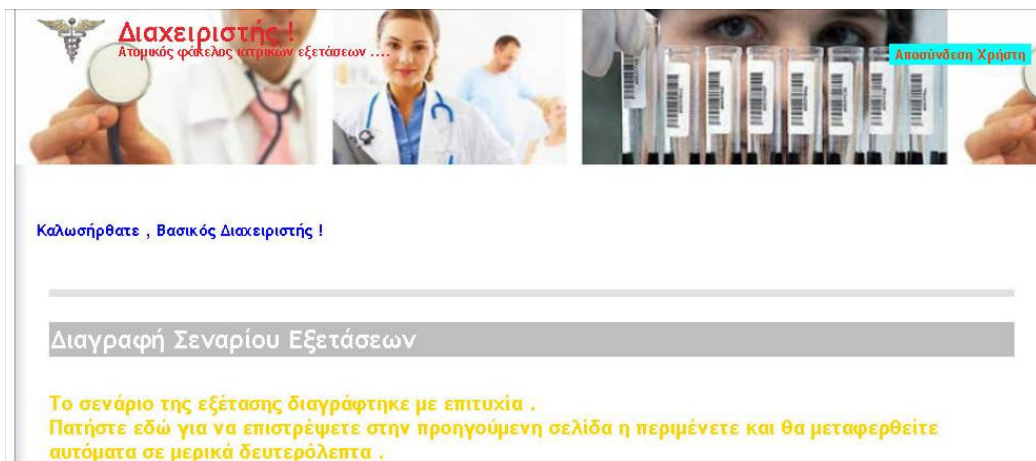 Διαχειριστής !
Ατομικός φάκελος ιατρικών εξετάσεων ....
Αποσύνδεση Χρήστη
Καλωσήρθατε , Βασικός Διαχειριστής !
Διαγραφή Σεναρίου Εξετάσεων
Το σενάριο της εξέτασης διαγράφτηκε με επιτυχία .
Πατήστε εδώ για να επιστρέψετε στην προηγούμενη σελίδα η περιμένετε και θα μεταφερθείτε
αυτόματα σε μερικά δευτερόλεπτα .